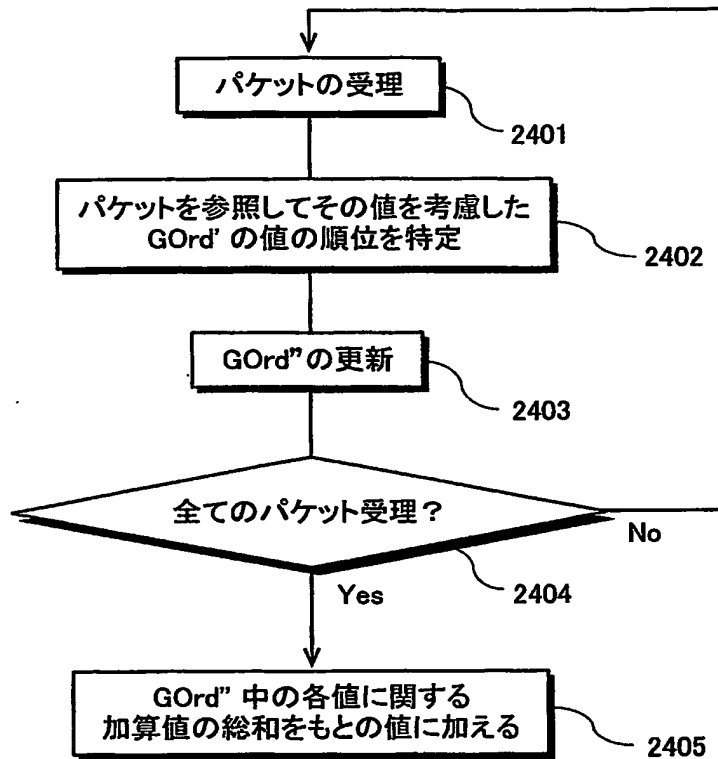 パケットの受理
2401
パケットを参照してその値を考慮した
GOrd' の値の順位を特定
2402
GOrd”の更新
2403
全てのパケット受理？
No
2404
Yes
GOrd” 中の各値に関する
加算値の総和をもとの値に加える
2405